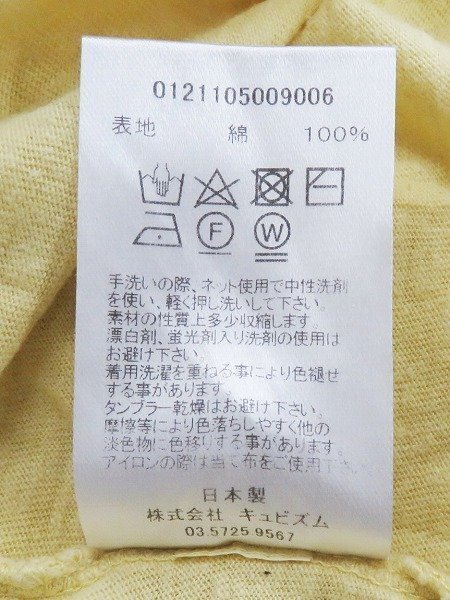 0121105009006
表地 綿 100%
F W
手洗いの際、ネット使用で中性洗剤
を使い、軽く押し洗いして下さい。
素材の性質上多少収縮します。
漂白剤、蛍光剤入り洗剤の使用は
お避け下さい。
着用洗濯を重ねる事により色褪せ
する事があります。
タンブラー乾燥はお避け下さい。
摩擦等により色落ちしやすく他の
淡色物に色移りする事があります。
アイロンの際は当て布をご使用下さい。
日本製
株式会社 キュビズム
03 5725 9567